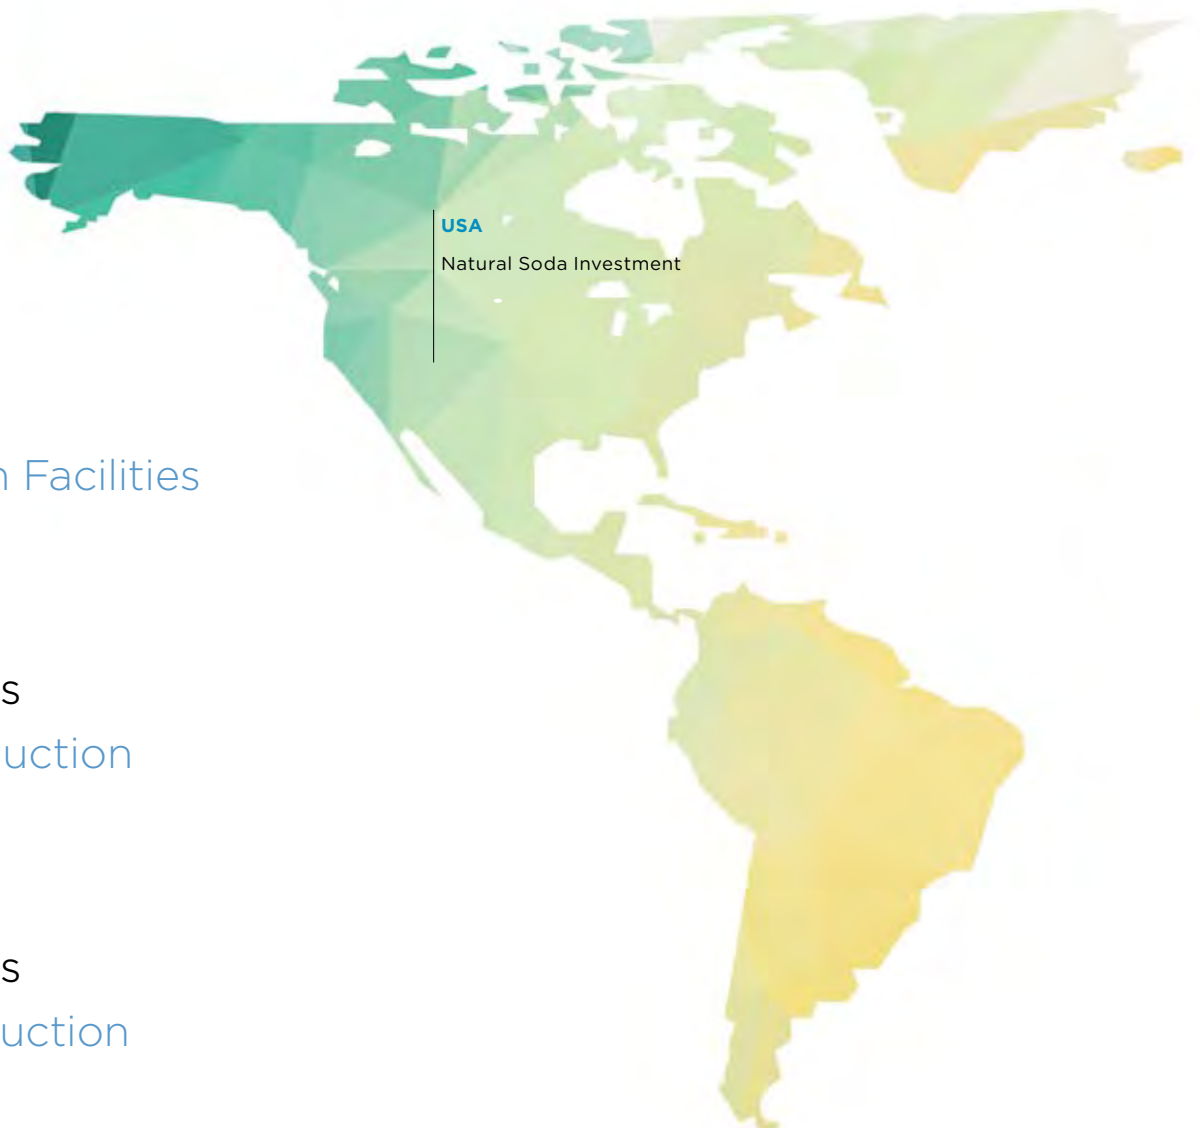 USA
Natural Soda Investment
Facilities
s
uction
s
uction